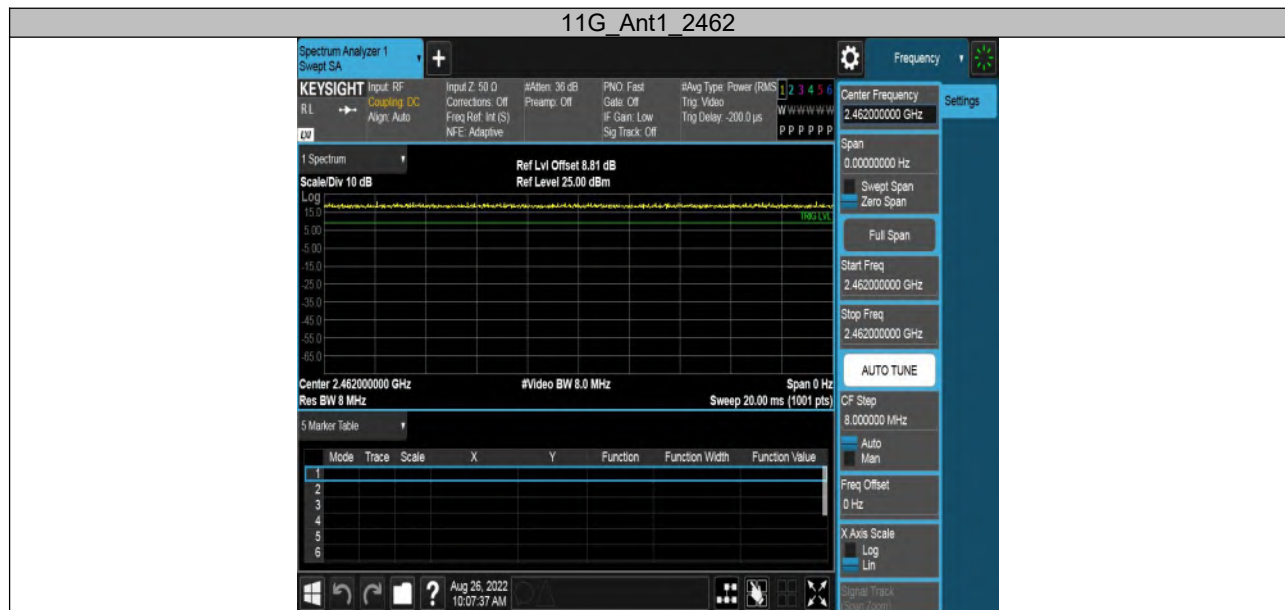 11G_Ant1_2462
Spectrum Analyzer 1
Swept SA
+
Frequency
KEYSIGHT
RL
LXI
Input: RF
Coupling: DC
Align: Auto
Input Z: 50 Ω
Corrections: Off
Freq Ref: Int (S)
NFE: Adaptive
#Atten: 36 dB
Preamp: Off
PNO: Fast
Gate: Off
IF Gain: Low
Sig Track: Off
#Avg Type: Power (RMS
Trig: Video
Trig Delay: -200.0 µs
1 2 3 4 5 6
W W W W W W
P P P P P P
Center Frequency
2.462000000 GHz
Settings
Span
0.00000000 Hz
Swept Span
Zero Span
Full Span
Start Freq
2.462000000 GHz
Stop Freq
2.462000000 GHz
AUTO TUNE
CF Step
8.000000 MHz
Auto
Man
Freq Offset
0 Hz
X Axis Scale
Log
Lin
Signal Track
(Span Zoom)
1 Spectrum
Scale/Div 10 dB
Ref Lvl Offset 8.81 dB
Ref Level 25.00 dBm
Log
15.0
5.00
-5.00
-15.0
-25.0
-35.0
-45.0
-55.0
-65.0
TRIG LVL
Center 2.462000000 GHz
#Video BW 8.0 MHz
Span 0 Hz
Res BW 8 MHz
Sweep 20.00 ms (1001 pts)
5 Marker Table
Mode Trace Scale X Y Function Function Width Function Value
1
2
3
4
5
6
?
Aug 26, 2022
10:07:37 AM